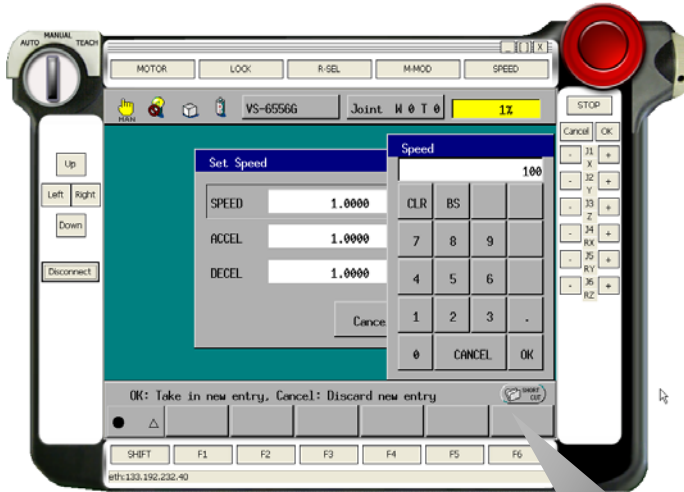 MANUAL
AUTO TEACH
MOTOR LOCK R-SEL M-MOD SPEED
MAN VS-6556G Joint W 0 T 0 1%
STOP
Cancel OK
Up
Left Right
Down
Disconnect
Set Speed
SPEED 1.0000
ACCEL 1.0000
DECEL 1.0000
Cance
Speed
100
CLR BS
7 8 9
4 5 6
1 2 3 .
0 CANCEL OK
- J1 +
X
- J2 +
Y
- J3 +
Z
- J4 +
RX
- J5 +
RY
- J6 +
RZ
OK: Take in new entry, Cancel: Discard new entry
SHORT
CUT
SHIFT F1 F2 F3 F4 F5 F6
eth:133.192.232.40